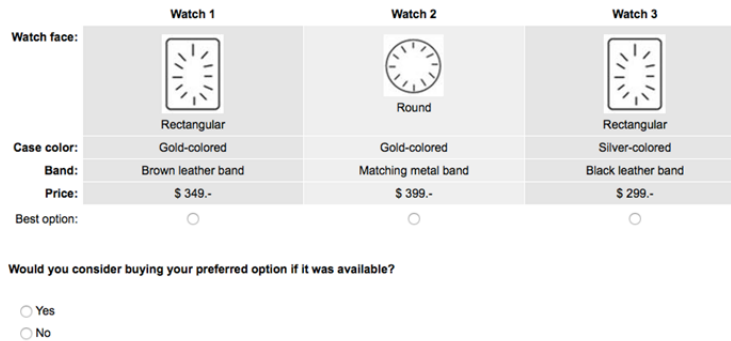 Watch 1 Watch 2 Watch 3
Watch face:
Round
Rectangular Rectangular
Case color: Gold-colored Gold-colored Silver-colored
Band: Brown leather band Matching metal band Black leather band
Price: $ 349.- $ 399.- $ 299.-
Best option:
Would you consider buying your preferred option if it was available?
Yes
No